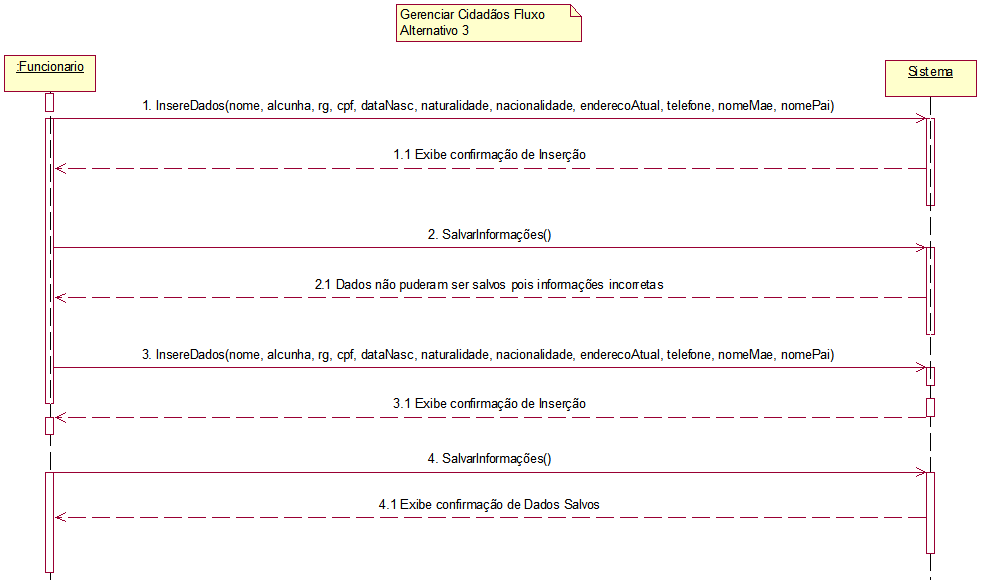 Gerenciar Cidadãos Fluxo
Alternativo 3
:Funcionario
Sistema
1. InsereDados(nome, alcunha, rg, cpf, dataNasc, naturalidade, nacionalidade, enderecoAtual, telefone, nomeMae, nomePai)
1.1 Exibe confirmação de Inserção
2. SalvarInformações()
2.1 Dados não puderam ser salvos pois informações incorretas
3. InsereDados(nome, alcunha, rg, cpf, dataNasc, naturalidade, nacionalidade, enderecoAtual, telefone, nomeMae, nomePai)
3.1 Exibe confirmação de Inserção
4. SalvarInformações()
4.1 Exibe confirmação de Dados Salvos